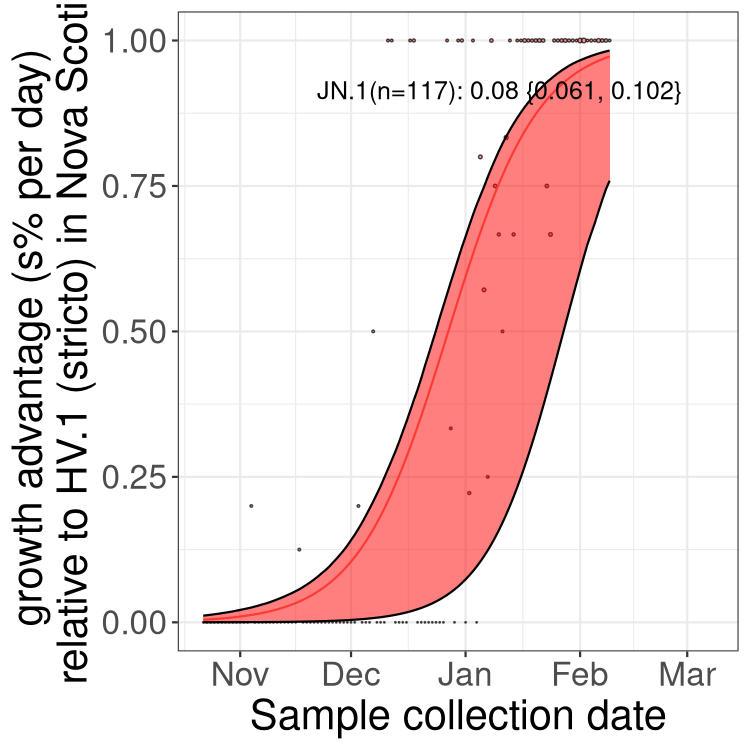 growth advantage (s% per day)
relative to HV.1 (stricto) in Nova Scoti
1.00
0.75
0.50
0.25
0.00
JN.1(n=117): 0.08 {0.061, 0.102}
Nov Dec Jan Feb Mar
Sample collection date